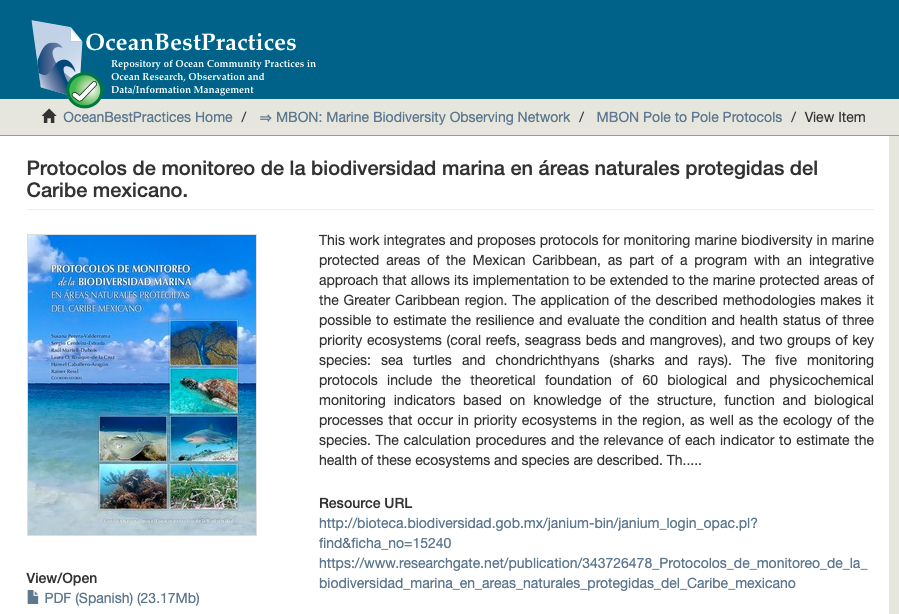 OceanBestPractices
Repository of Ocean Community Practices in
Ocean Research, Observation and
Data/Information Management
OceanBestPractices Home / ⇒ MBON: Marine Biodiversity Observing Network / MBON Pole to Pole Protocols / View Item
Protocolos de monitoreo de la biodiversidad marina en áreas naturales protegidas del
Caribe mexicano.
PROTOCOLOS DE MONITOREO
de la BIODIVERSIDAD MARINA
EN ÁREAS NATURALES PROTEGIDAS
DEL CARIBE MEXICANO
Susana Perera-Valderrama
Sergio Cerdeira-Estrada
Raúl Martell-Dubois
Laura O. Rosique-de la Cruz
Hansel Caballero-Aragón
Rainer Ressl
COORDINADORES
This work integrates and proposes protocols for monitoring marine biodiversity in marine
protected areas of the Mexican Caribbean, as part of a program with an integrative
approach that allows its implementation to be extended to the marine protected areas of
the Greater Caribbean region. The application of the described methodologies makes it
possible to estimate the resilience and evaluate the condition and health status of three
priority ecosystems (coral reefs, seagrass beds and mangroves), and two groups of key
species: sea turtles and chondrichthyans (sharks and rays). The five monitoring
protocols include the theoretical foundation of 60 biological and physicochemical
monitoring indicators based on knowledge of the structure, function and biological
processes that occur in priority ecosystems in the region, as well as the ecology of the
species. The calculation procedures and the relevance of each indicator to estimate the
health of these ecosystems and species are described. Th.....
Resource URL
http://bioteca.biodiversidad.gob.mx/janium-bin/janium_login_opac.pl?
find&ficha_no=15240
https://www.researchgate.net/publication/343726478_Protocolos_de_monitoreo_de_la_
biodiversidad_marina_en_areas_naturales_protegidas_del_Caribe_mexicano
View/Open
PDF (Spanish) (23.17Mb)